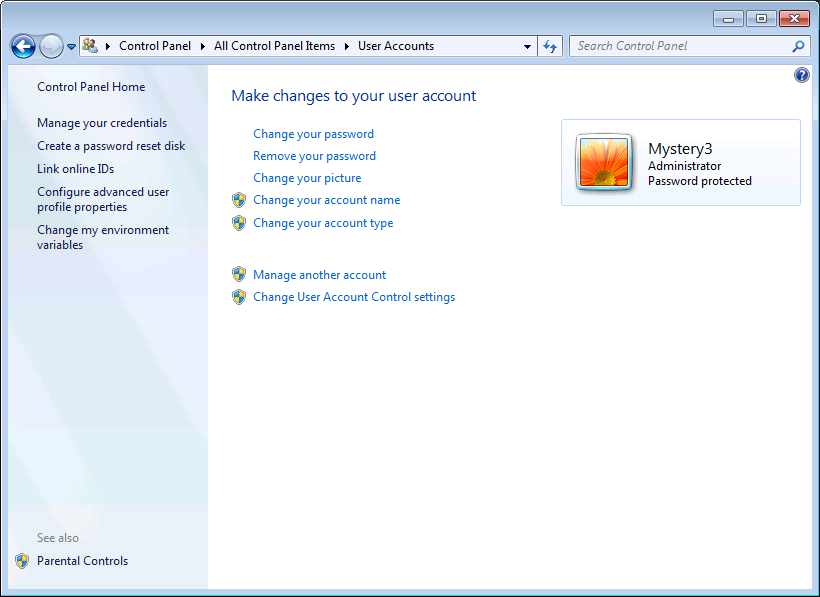 Control Panel All Control Panel Items User Accounts Search Control Panel
Control Panel Home
Manage your credentials
Create a password reset disk
Link online IDs
Configure advanced user
profile properties
Change my environment
variables
See also
Parental Controls
Make changes to your user account
Change your password
Remove your password
Change your picture
Change your account name
Change your account type
Manage another account
Change User Account Control settings
Mystery3
Administrator
Password protected